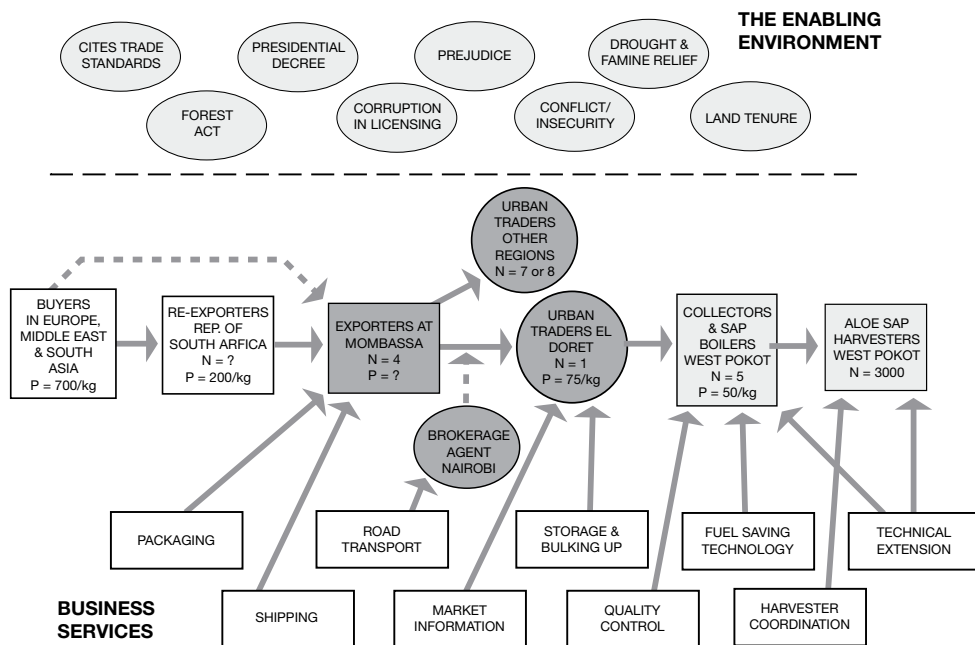 THE ENABLING
ENVIRONMENT
CITES TRADE
STANDARDS
PRESIDENTIAL
DECREE
PREJUDICE
DROUGHT &
FAMINE RELIEF
FOREST
ACT
CORRUPTION
IN LICENSING
CONFLICT/
INSECURITY
LAND TENURE
URBAN
TRADERS
OTHER
REGIONS
N = 7 or 8
BUYERS
IN EUROPE,
MIDDLE EAST
& SOUTH
ASIA
P = 700/kg
RE-EXPORTERS
REP. OF
SOUTH ARFICA
N = ?
P = 200/kg
EXPORTERS AT
MOMBASSA
N = 4
P = ?
URBAN
TRADERS EL
DORET
N = 1
P = 75/kg
COLLECTORS
& SAP
BOILERS
WEST POKOT
N = 5
P = 50/kg
ALOE SAP
HARVESTERS
WEST POKOT
N = 3000
BROKERAGE
AGENT
NAIROBI
PACKAGING
ROAD
TRANSPORT
STORAGE &
BULKING UP
FUEL SAVING
TECHNOLOGY
TECHNICAL
EXTENSION
BUSINESS
SERVICES
SHIPPING
MARKET
INFORMATION
QUALITY
CONTROL
HARVESTER
COORDINATION